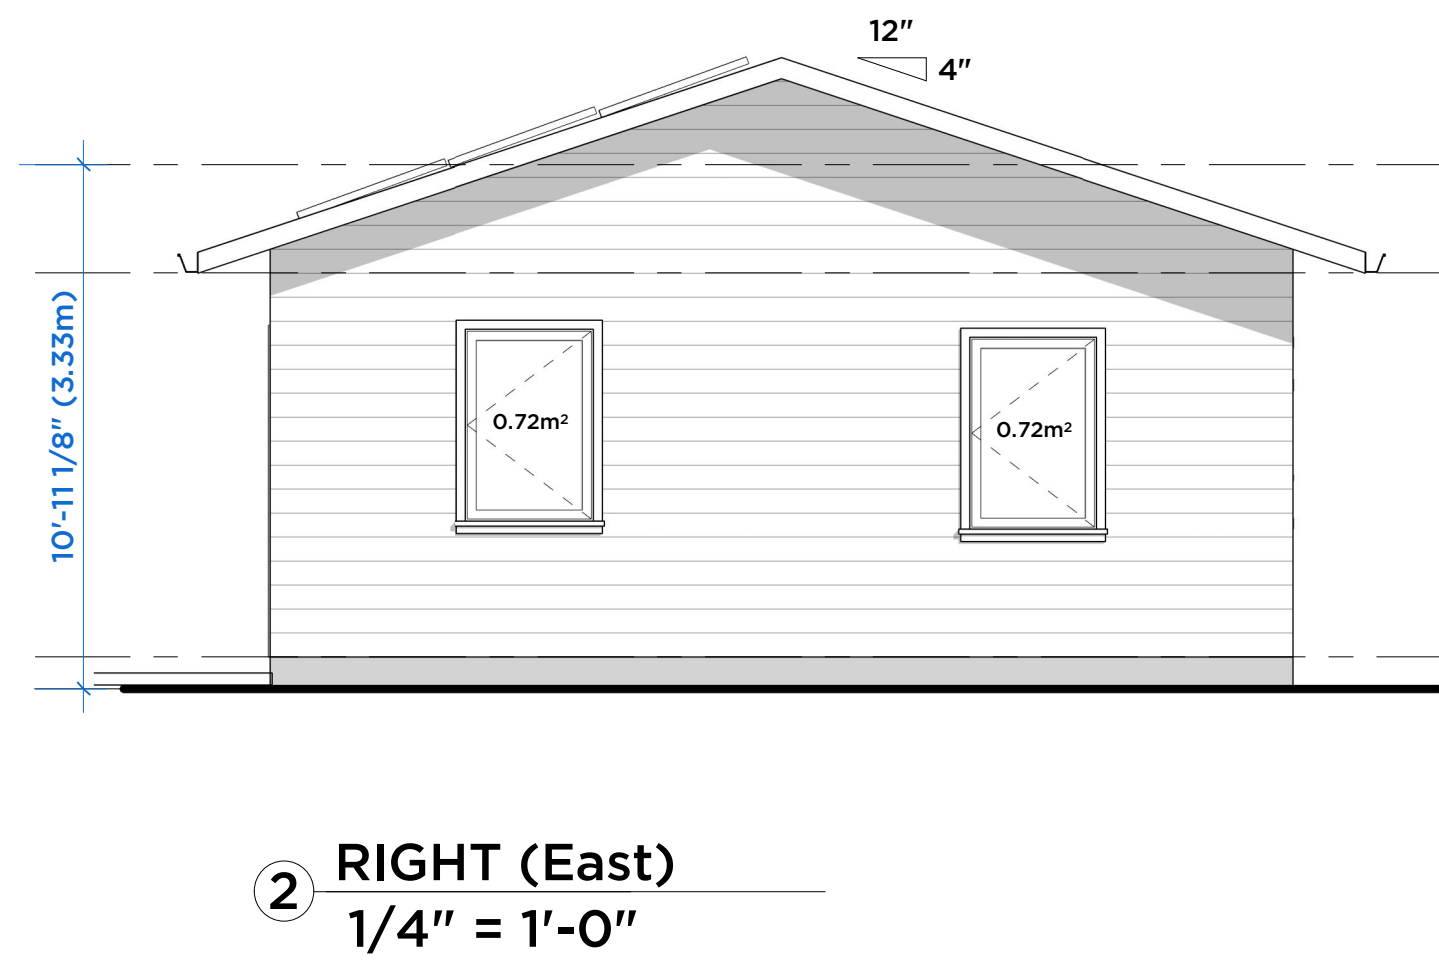 12"
4"
10'-11 1/8" (3.33m)
0.72m²
0.72m²
2
RIGHT (East)
1/4" = 1'-0"